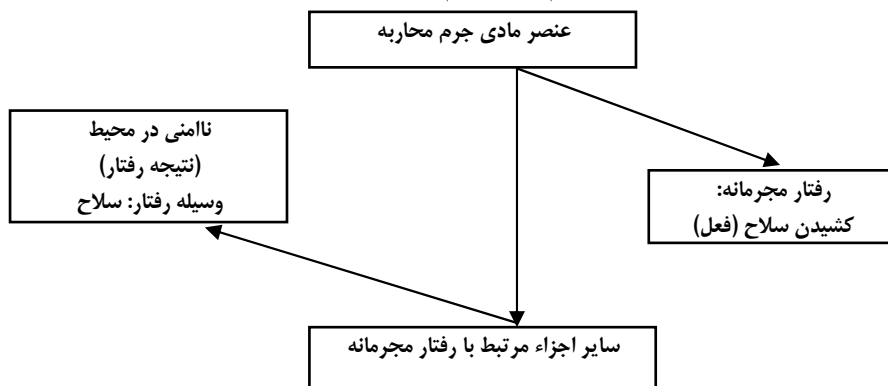 عنصر مادی جرم محاربه
رفتار مجرمانه:
کشیدن سلاح (فعل)
ناامنی در محیط
(نتیجه رفتار)
وسیله رفتار: سلاح
سایر اجزاء مرتبط با رفتار مجرمانه